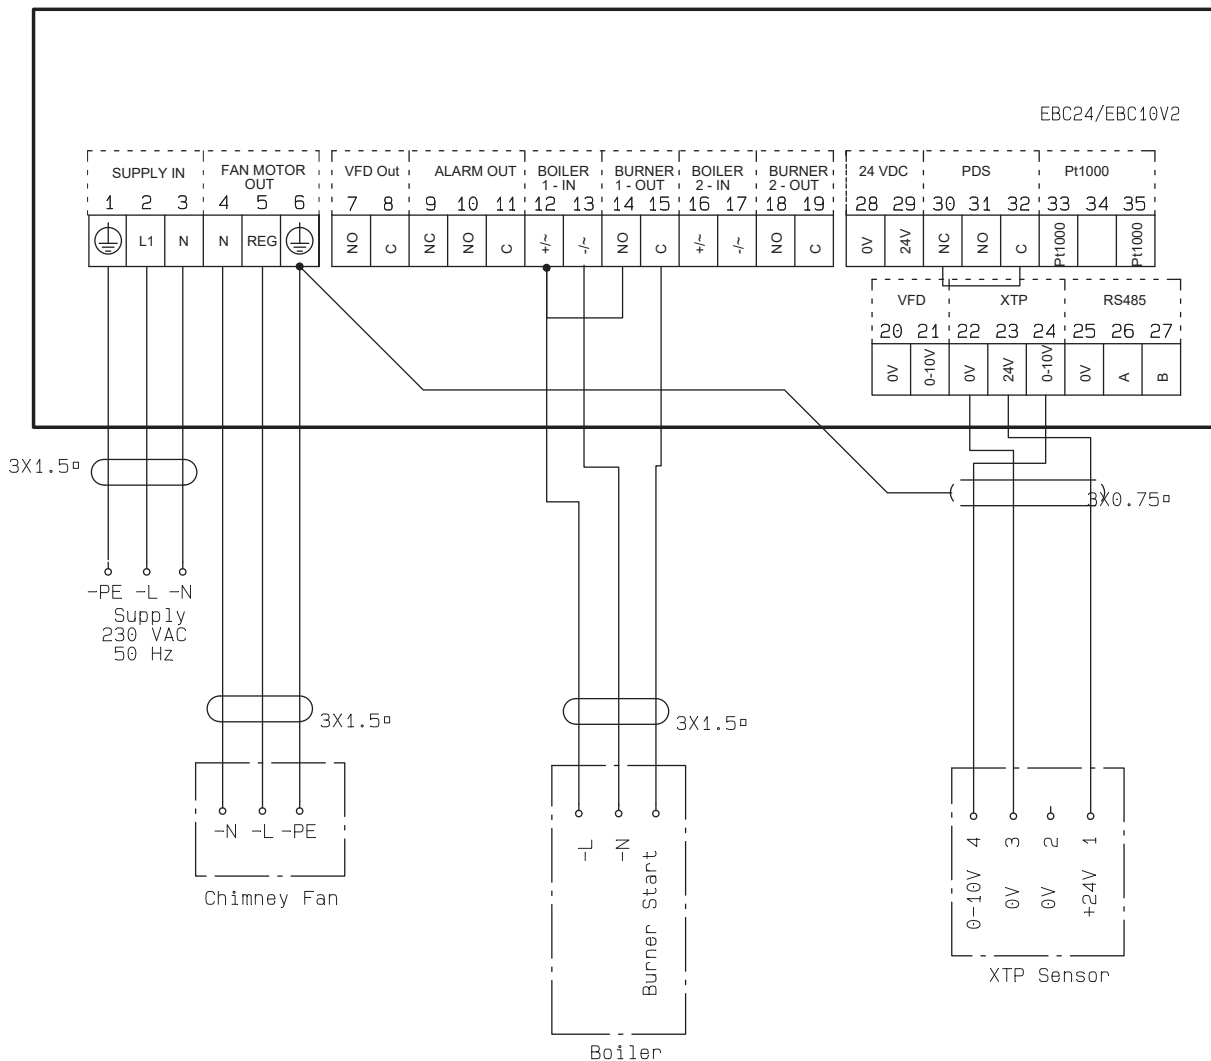 EBC24/EBC10V2
SUPPLY IN
FAN MOTOR
OUT
VFD Out
ALARM OUT
BOILER
1 - IN
BURNER
1 - OUT
BOILER
2 - IN
BURNER
2 - OUT
24 VDC
PDS
Pt1000
1 2 3 4 5 6 7 8 9 10 11 12 13 14 15 16 17 18 19 28 29 30 31 32 33 34 35
L1 N N REG NO C NC NO C +/~ -/~ NO C +/~ -/~ NO C 0V 24V NC NO C Pt1000 Pt1000
VFD
XTP
RS485
20 21 22 23 24 25 26 27
0V 0-10V 0V 24V 0-10V 0V A B
3X1.5▫
3X0.75▫
-PE -L -N
Supply
230 VAC
50 Hz
3X1.5▫
3X1.5▫
-N -L -PE
Chimney Fan
-L
-N
Burner Start
Boiler
0-10V 4
0V 3
0V 2
+24V 1
XTP Sensor